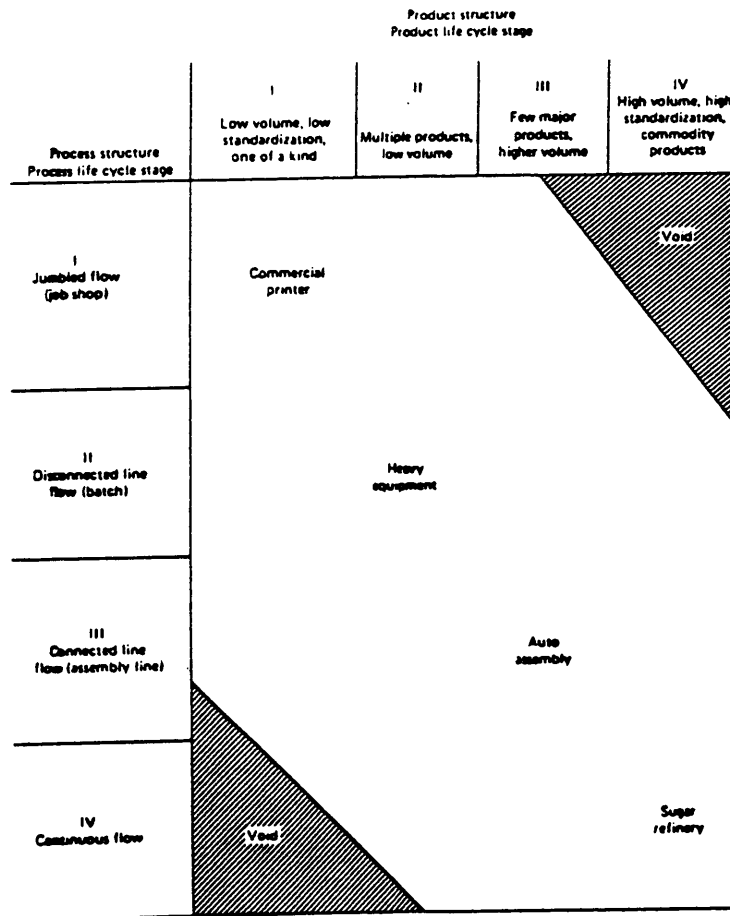 Product structure
Product life cycle stage
Process structure
Process life cycle stage
I
Low volume, low
standardization,
one of a kind
II
Multiple products,
low volume
III
Few major
products,
higher volume
IV
High volume, high
standardization,
commodity
products
I
Jumbled flow
(job shop)
Commercial
printer
Void
II
Disconnected line
flow (batch)
Heavy
equipment
III
Connected line
flow (assembly line)
Auto
assembly
IV
Continuous flow
Void
Sugar
refinery